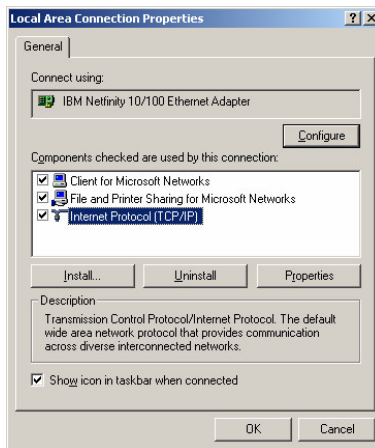 Local Area Connection Properties
General
Connect using:
IBM Netfinity 10/100 Ethernet Adapter
Configure
Components checked are used by this connection:
Client for Microsoft Networks
File and Printer Sharing for Microsoft Networks
Internet Protocol (TCP/IP)
Install... Uninstall Properties
Description
Transmission Control Protocol/Internet Protocol. The default
wide area network protocol that provides communication
across diverse interconnected networks.
Show icon in taskbar when connected
OK Cancel